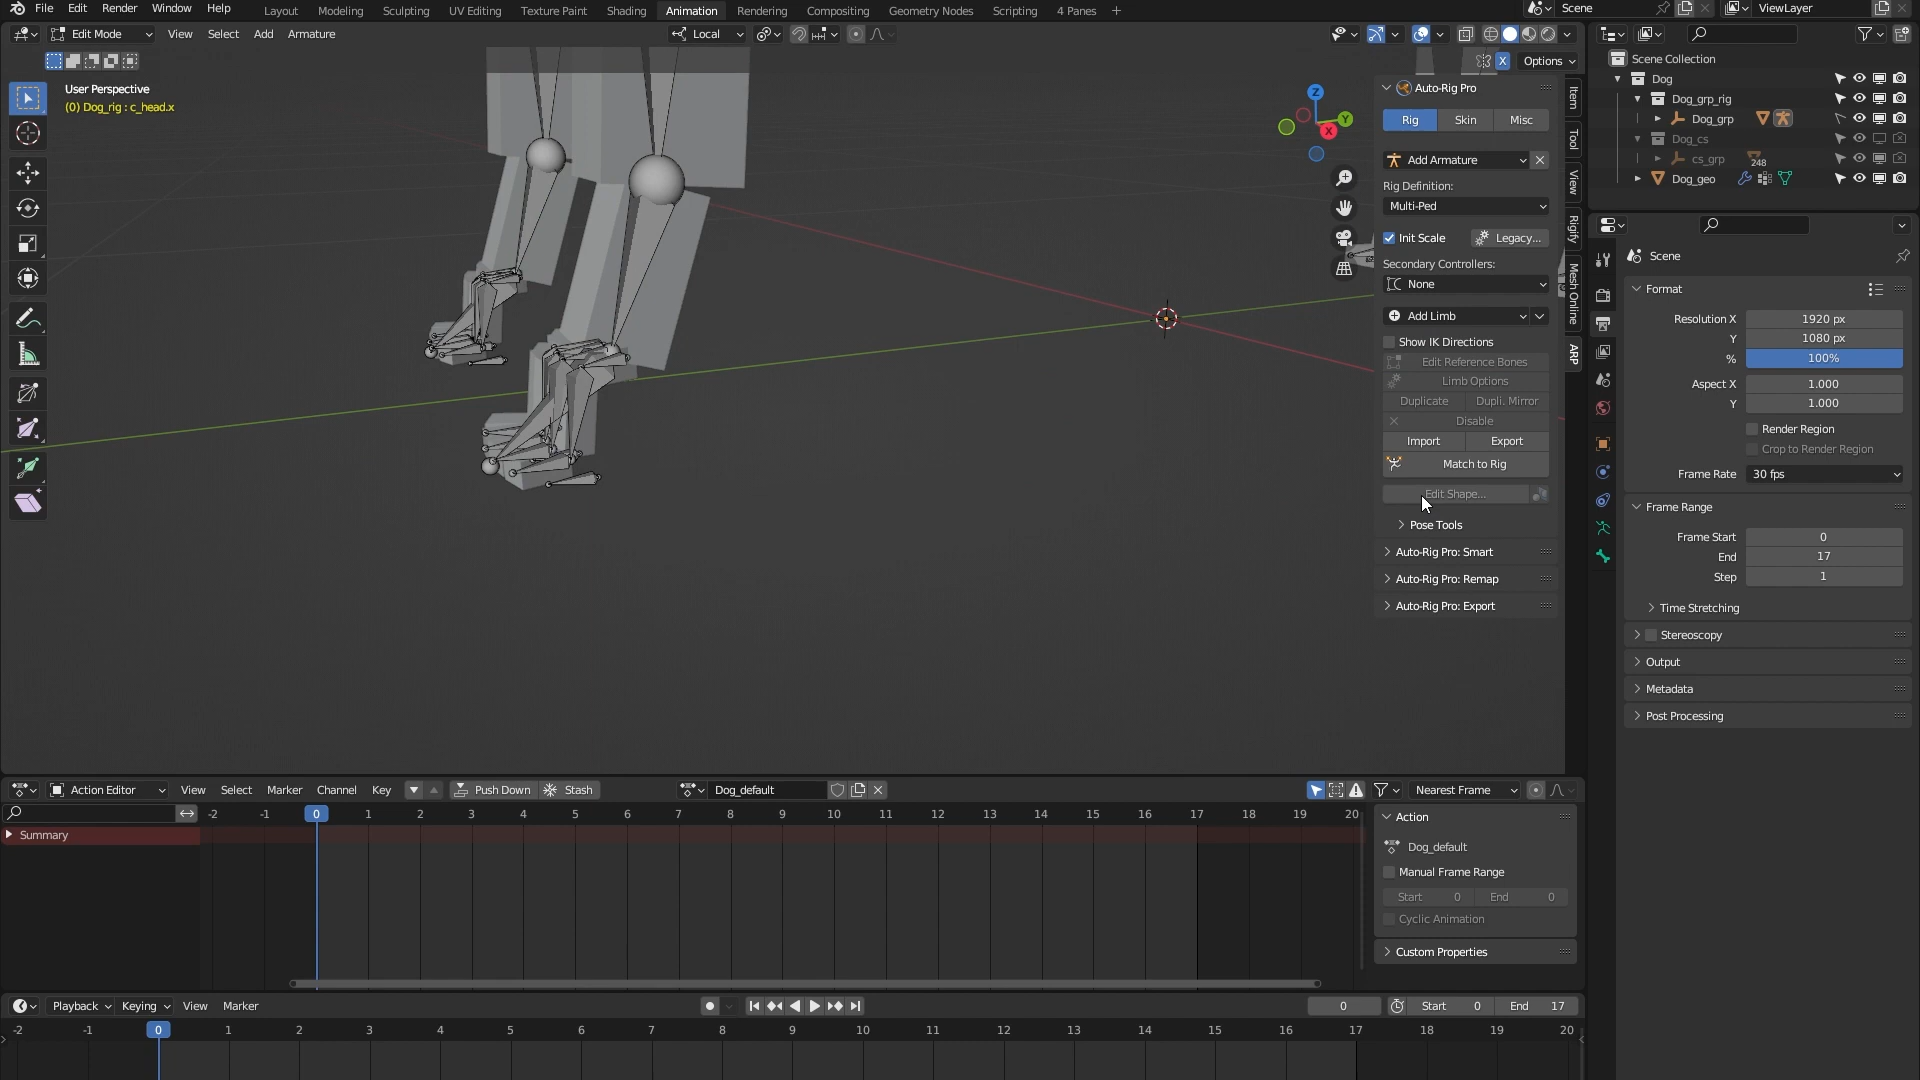 File Edit Render Window Help Layout Modeling Sculpting UV Editing Texture Paint Shading Animation Rendering Compositing Geometry Nodes Scripting 4 Panes + Scene ViewLayer
Edit Mode View Select Add Armature Local
X Options
User Perspective
(0) Dog_rig : c_head.x
Z
Y
X
Auto-Rig Pro
Rig Skin Misc
Add Armature
Rig Definition:
Multi-Ped
Init Scale Legacy...
Secondary Controllers:
None
Add Limb
Show IK Directions
Edit Reference Bones
Limb Options
Duplicate Dupli. Mirror
Disable
Import Export
Match to Rig
Edit Shape...
Pose Tools
Auto-Rig Pro: Smart
Auto-Rig Pro: Remap
Auto-Rig Pro: Export
Item
Tool
View
Rigify
Mesh Online
ARP
Scene Collection
Dog
Dog_grp_rig
Dog_grp
Dog_cs
cs_grp 248
Dog_geo
Scene
Format
Resolution X 1920 px
Y 1080 px
% 100%
Aspect X 1.000
Y 1.000
Render Region
Crop to Render Region
Frame Rate 30 fps
Frame Range
Frame Start 0
End 17
Step 1
Time Stretching
Stereoscopy
Output
Metadata
Post Processing
Action Editor View Select Marker Channel Key Push Down Stash Dog_default Nearest Frame
-2 -1 0 1 2 3 4 5 6 7 8 9 10 11 12 13 14 15 16 17 18 19 20
Summary
Action
Dog_default
Manual Frame Range
Start 0 End 0
Cyclic Animation
Custom Properties
Playback Keying View Marker 0 Start 0 End 17
-2 -1 0 1 2 3 4 5 6 7 8 9 10 11 12 13 14 15 16 17 18 19 20